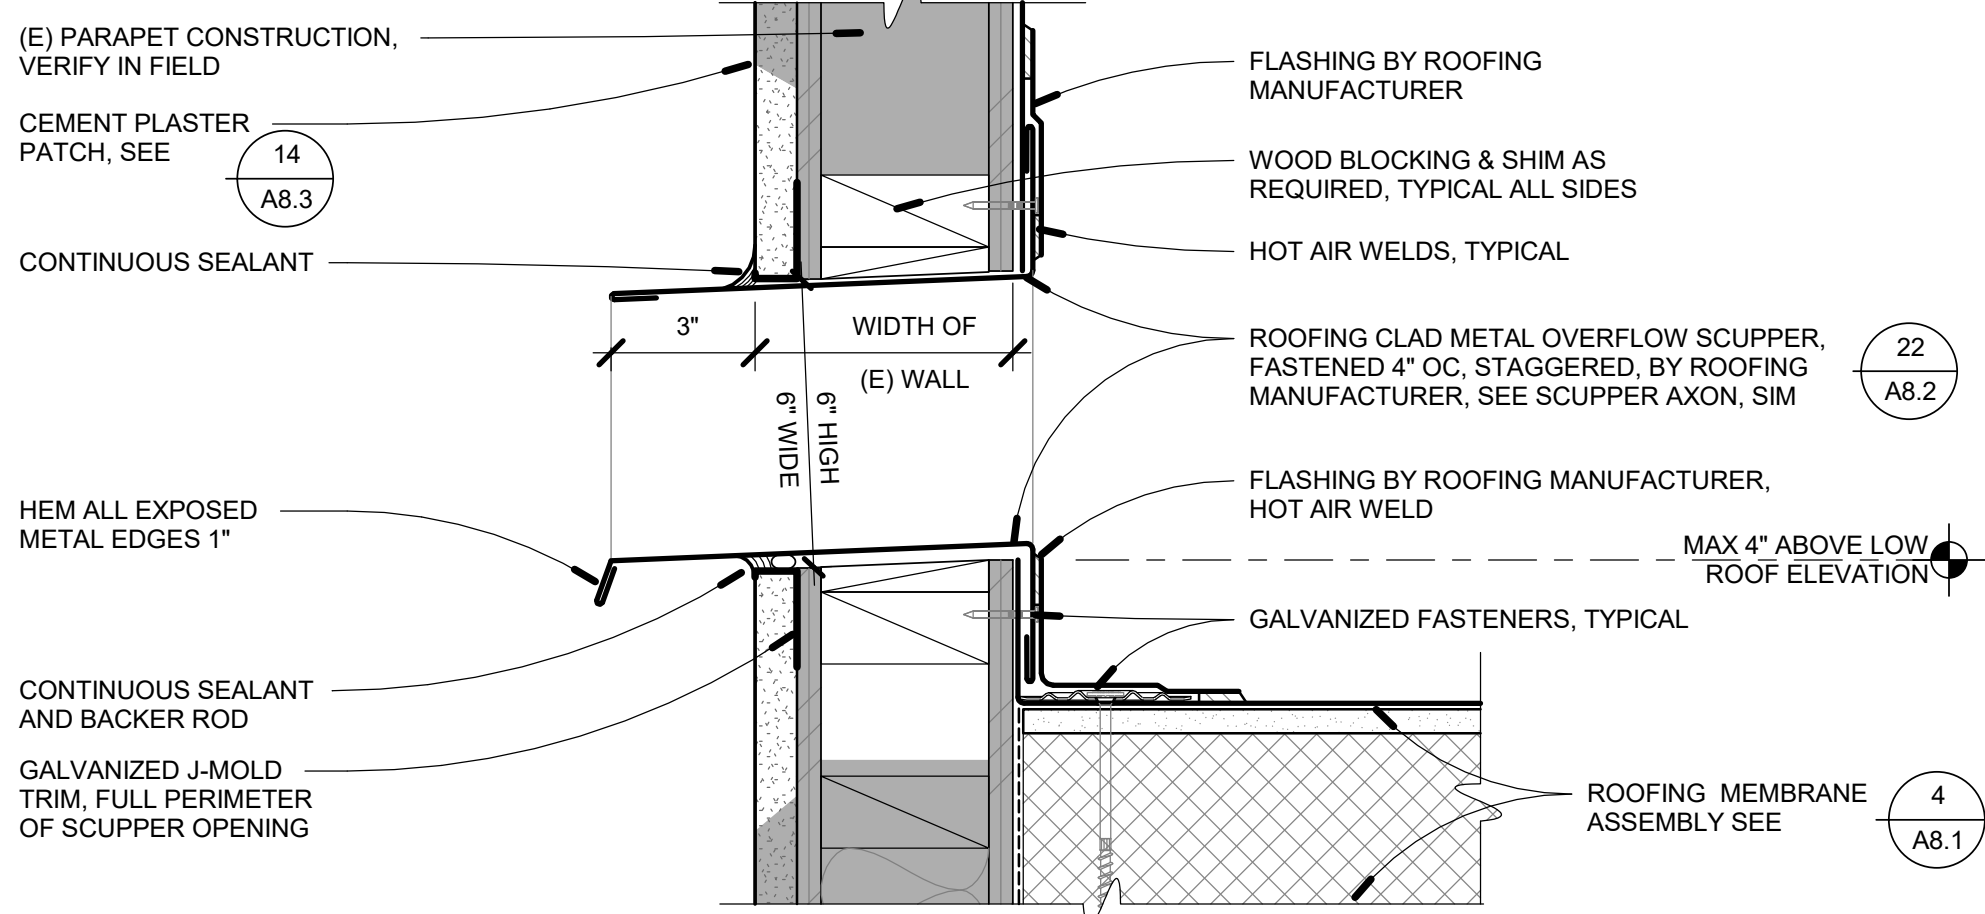 (E) PARAPET CONSTRUCTION,
VERIFY IN FIELD
CEMENT PLASTER
PATCH, SEE
14
A8.3
CONTINUOUS SEALANT
HEM ALL EXPOSED
METAL EDGES 1"
CONTINUOUS SEALANT
AND BACKER ROD
GALVANIZED J-MOLD
TRIM, FULL PERIMETER
OF SCUPPER OPENING
3"
WIDTH OF
(E) WALL
6" HIGH
6" WIDE
FLASHING BY ROOFING
MANUFACTURER
WOOD BLOCKING & SHIM AS
REQUIRED, TYPICAL ALL SIDES
HOT AIR WELDS, TYPICAL
ROOFING CLAD METAL OVERFLOW SCUPPER,
FASTENED 4" OC, STAGGERED, BY ROOFING
MANUFACTURER, SEE SCUPPER AXON, SIM
22
A8.2
FLASHING BY ROOFING MANUFACTURER,
HOT AIR WELD
MAX 4" ABOVE LOW
ROOF ELEVATION
GALVANIZED FASTENERS, TYPICAL
ROOFING MEMBRANE
ASSEMBLY SEE
4
A8.1